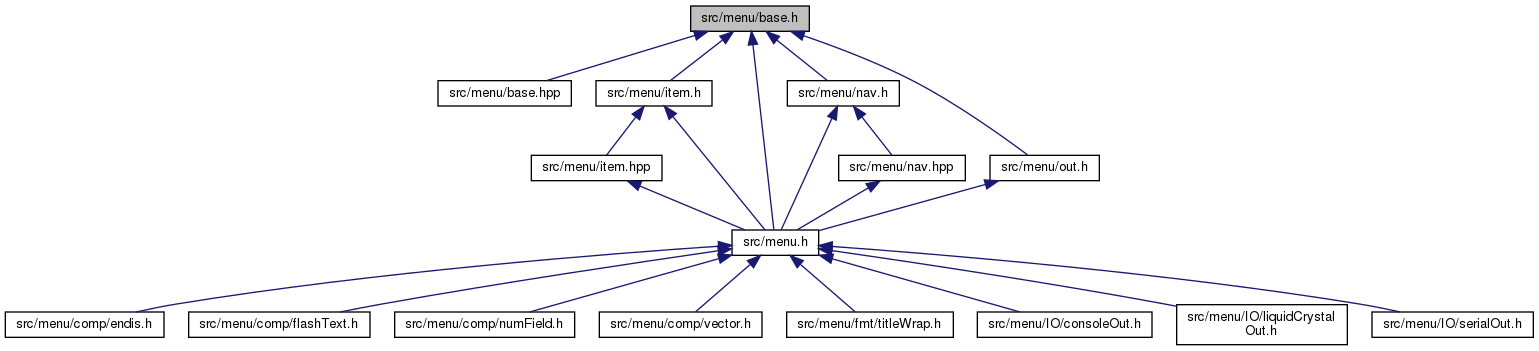 src/menu/base.h
src/menu/base.hpp
src/menu/item.h
src/menu/nav.h
src/menu/item.hpp
src/menu/nav.hpp
src/menu/out.h
src/menu.h
src/menu/comp/endis.h
src/menu/comp/flashText.h
src/menu/comp/numField.h
src/menu/comp/vector.h
src/menu/fmt/titleWrap.h
src/menu/IO/consoleOut.h
src/menu/IO/liquidCrystal
Out.h
src/menu/IO/serialOut.h